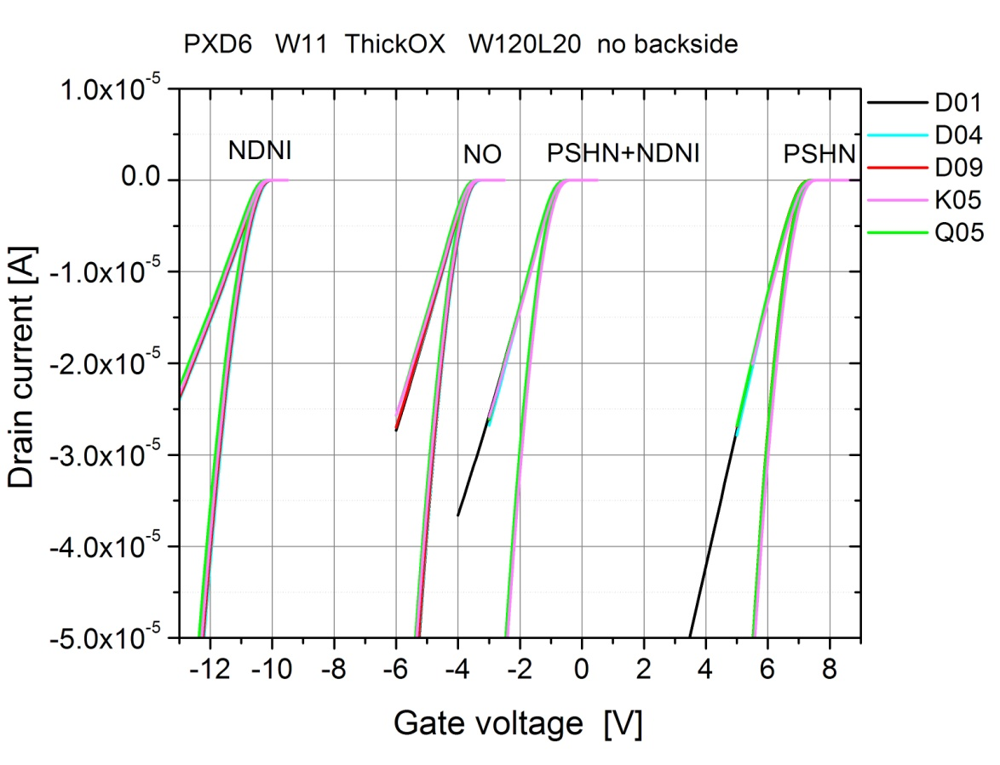 PXD6 W11 ThickOX W120L20 no backside
1.0x10-5
0.0
-1.0x10-5
-2.0x10-5
-3.0x10-5
-4.0x10-5
-5.0x10-5
Drain current [A]
NDNI
NO
PSHN+NDNI
PSHN
D01
D04
D09
K05
Q05
-12 -10 -8 -6 -4 -2 0 2 4 6 8
Gate voltage [V]